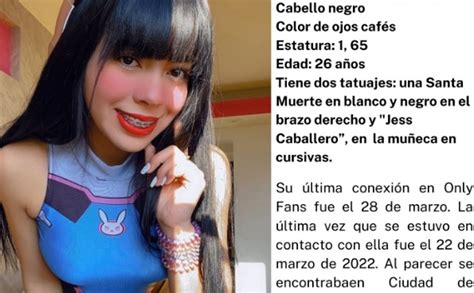 Cabello negro
Color de ojos cafés
Estatura: 1, 65
Edad: 26 años
Tiene dos tatuajes: una Santa
Muerte en blanco y negro en el
brazo derecho y "Jess
Caballero”, en  la muñeca en
cursivas.
Su última conexión en Only
Fans fue el 28 de marzo. La
última vez que se estuvo en
contacto con ella fue el 22 de
marzo de 2022. Al parecer se
encontrabaen Ciudad de